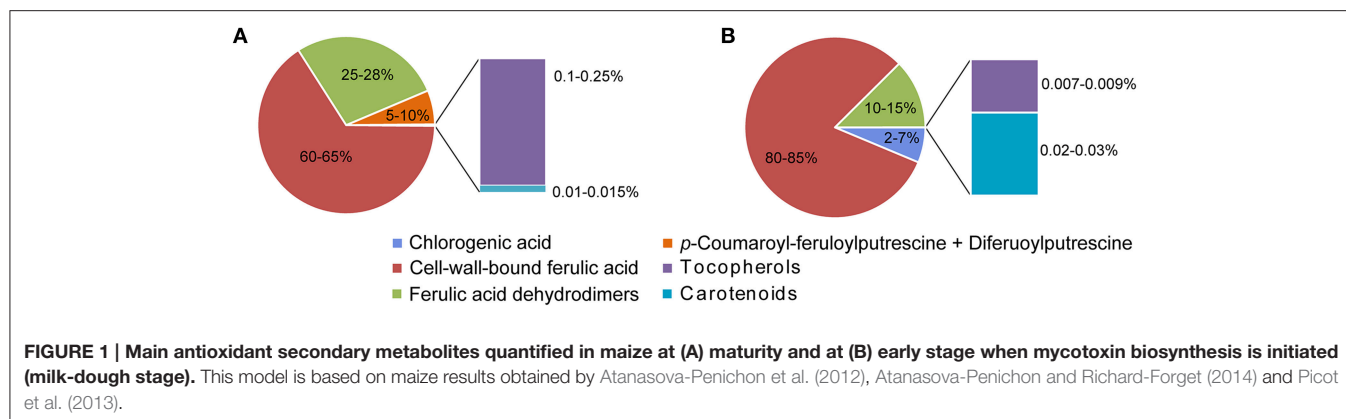 A
25-28%
5-10%
60-65%
0.1-0.25%
0.01-0.015%
B
10-15%
2-7%
80-85%
0.007-0.009%
0.02-0.03%
Chlorogenic acid
Cell-wall-bound ferulic acid
Ferulic acid dehydrodimers
p-Coumaroyl-feruloylputrescine + Diferuoylputrescine
Tocopherols
Carotenoids
FIGURE 1 | Main antioxidant secondary metabolites quantified in maize at (A) maturity and at (B) early stage when mycotoxin biosynthesis is initiated
(milk-dough stage). This model is based on maize results obtained by Atanasova-Penichon et al. (2012), Atanasova-Penichon and Richard-Forget (2014) and Picot
et al. (2013).